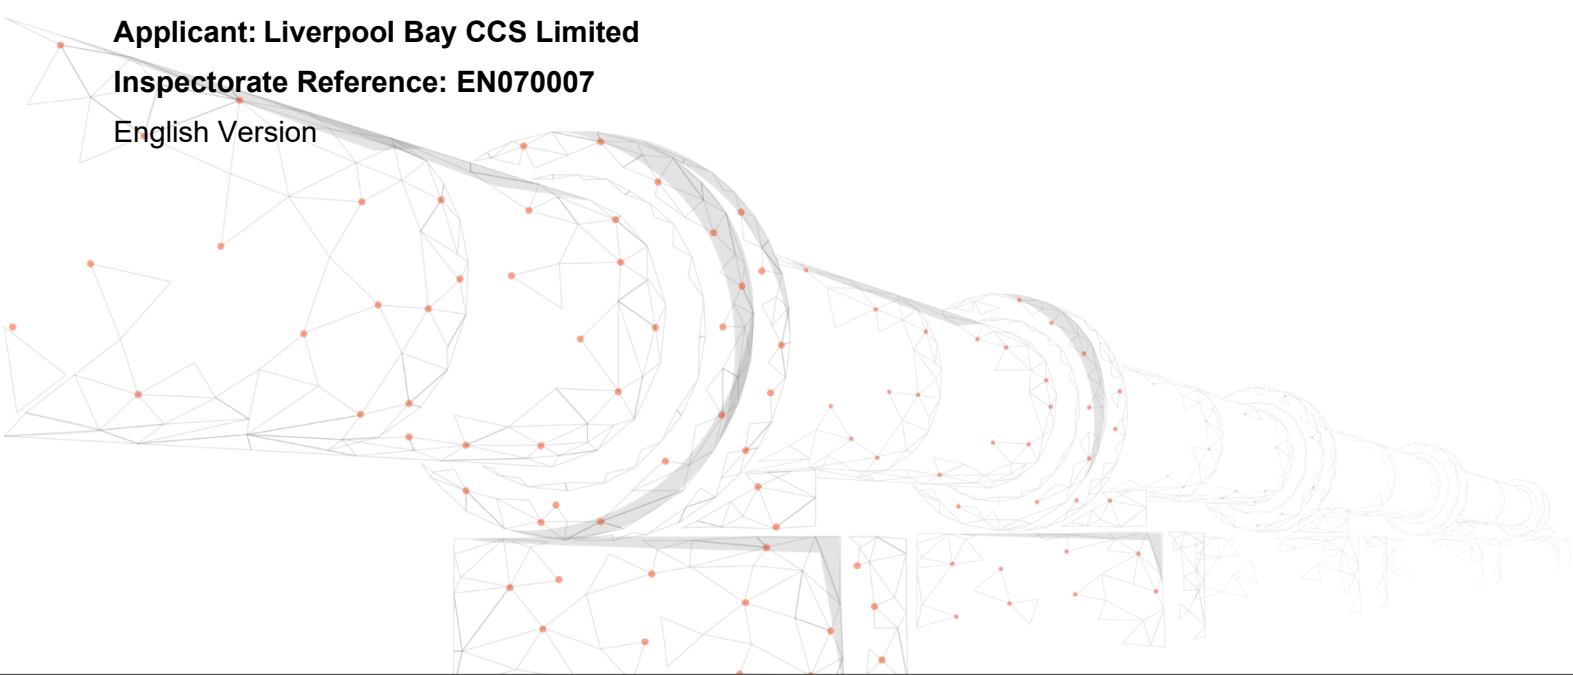 Applicant: Liverpool Bay CCS Limited
Inspectorate Reference: EN070007
English Version